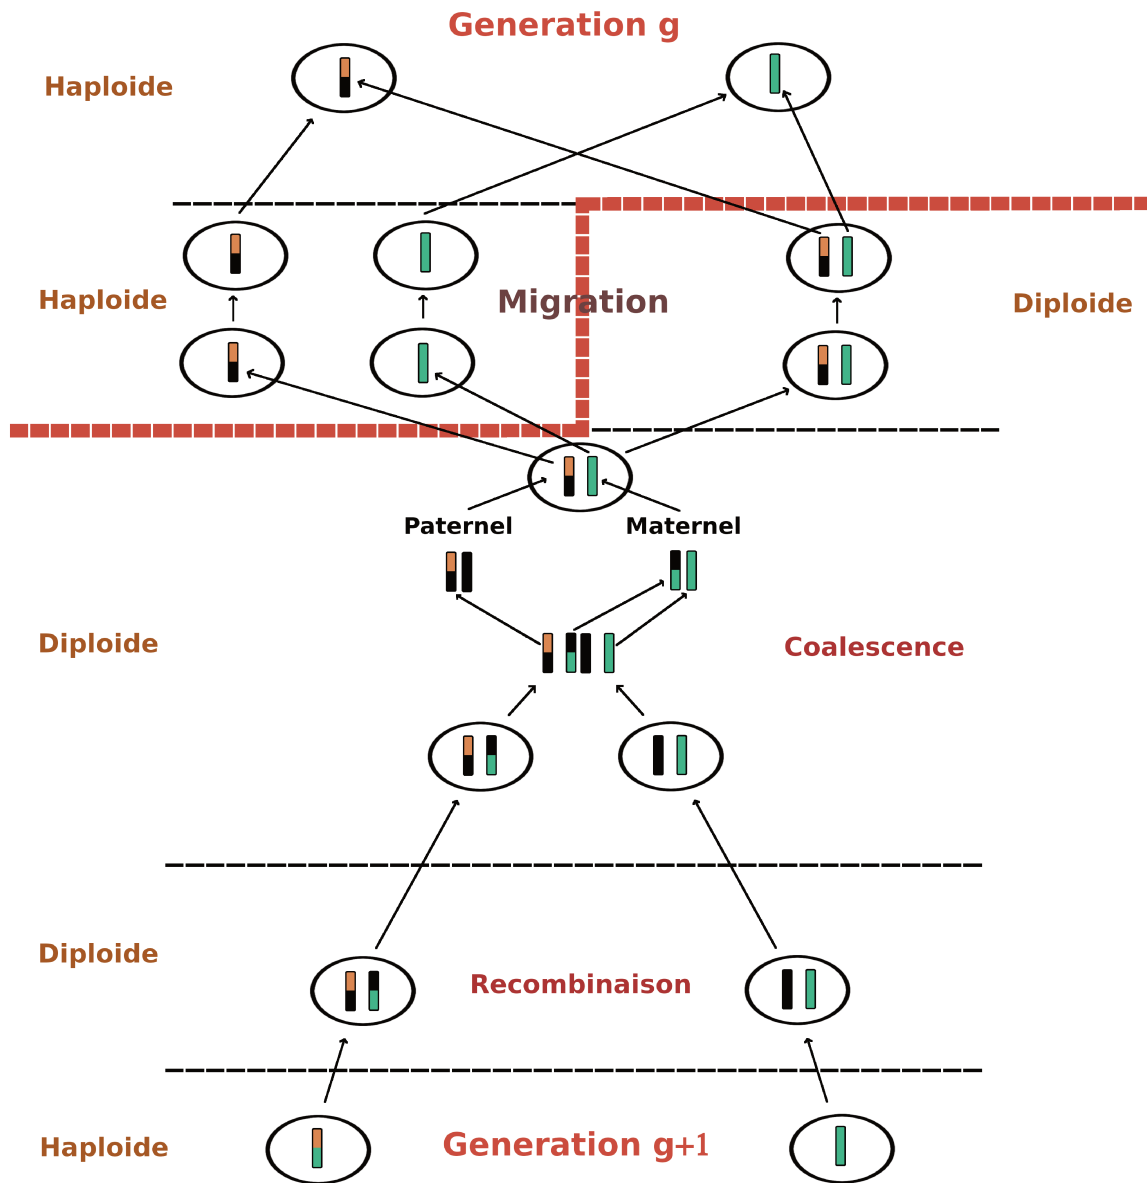 Generation g
Haploide
Haploide
Migration
Diploide
Paternel
Maternel
Diploide
Coalescence
Diploide
Recombinaison
Haploide
Generation g+1